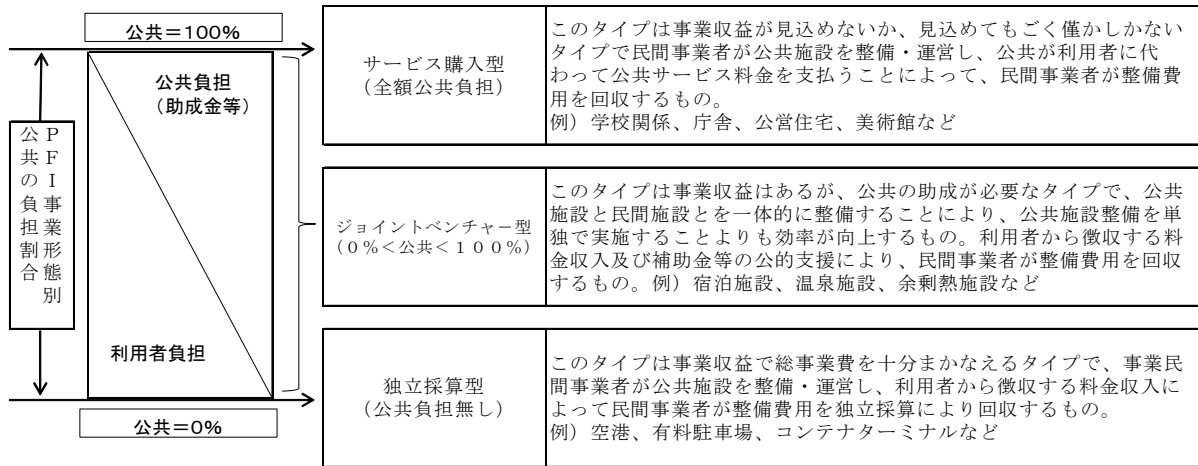 公共＝100%
公共負担
（助成金等）
PFI事業形態別
公共の負担割合
利用者負担
公共＝0%
サービス購入型
（全額公共負担）
このタイプは事業収益が見込めないか、見込めてもごく僅かしかない
タイプで民間事業者が公共施設を整備・運営し、公共が利用者に代
わって公共サービス料金を支払うことによって、民間事業者が整備費
用を回収するもの。
例）学校関係、庁舎、公営住宅、美術館など
ジョイントベンチャー型
（０％＜公共＜１００％）
このタイプは事業収益はあるが、公共の助成が必要なタイプで、公共
施設と民間施設とを一体的に整備することにより、公共施設整備を単
独で実施することよりも効率が向上するもの。利用者から徴収する料
金収入及び補助金等の公的支援により、民間事業者が整備費用を回収
するもの。例）宿泊施設、温泉施設、余剰熱施設など
独立採算型
（公共負担無し）
このタイプは事業収益で総事業費を十分まかなえるタイプで、事業民
間事業者が公共施設を整備・運営し、利用者から徴収する料金収入に
よって民間事業者が整備費用を独立採算により回収するもの。
例）空港、有料駐車場、コンテナターミナルなど